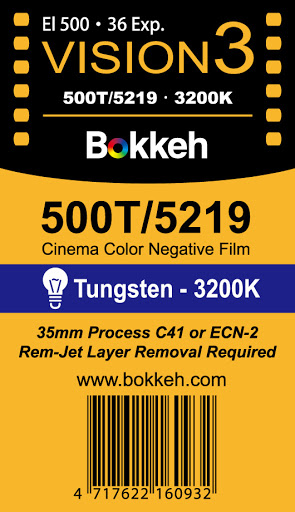 EI 500 • 36 Exp.
VISION3
500T/5219 · 3200K
Bokkeh
500T/5219
Cinema Color Negative Film
Tungsten - 3200K
35mm Process C41 or ECN-2
Rem-Jet Layer Removal Required
www.bokkeh.com
4 717622 160932